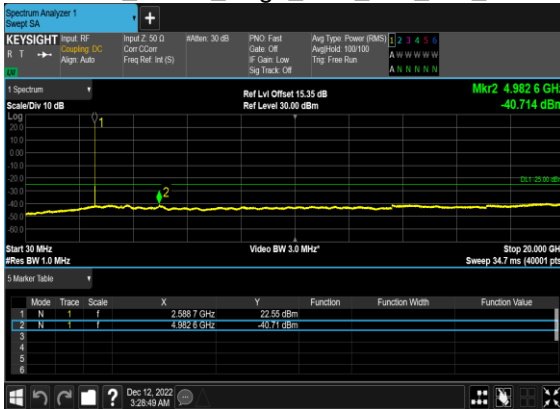 Spectrum Analyzer 1
Swept SA
+
KEYSIGHT Input: RF Input Z: 50 Ω #Atten: 30 dB PNO: Fast Avg Type: Power (RMS) 1 2 3 4 5 6
R T Coupling: DC Corr CCorr Gate: Off Avg|Hold: 100/100 A W W W W W
Align: Auto Freq Ref: Int (S) IF Gain: Low Trig: Free Run
Sig Track: Off A N N N N N
1 Spectrum Ref Lvl Offset 15.35 dB Mkr2 4.982 6 GHz
Scale/Div 10 dB Ref Level 30.00 dBm -40.714 dBm
Log
20.0
10.0
0.00
-10.0
-20.0
-30.0
-40.0
-50.0
-60.0
1
2
DL1 -25.00 dBm
Start 30 MHz Video BW 3.0 MHz* Stop 20.000 GHz
#Res BW 1.0 MHz Sweep 34.7 ms (40001 pts)
5 Marker Table
Mode Trace Scale X Y Function Function Width Function Value
1 N 1 f 2.588 7 GHz 22.55 dBm
2 N 1 f 4.982 6 GHz -40.71 dBm
3
4
5
6
? Dec 12, 2022
3:28:49 AM